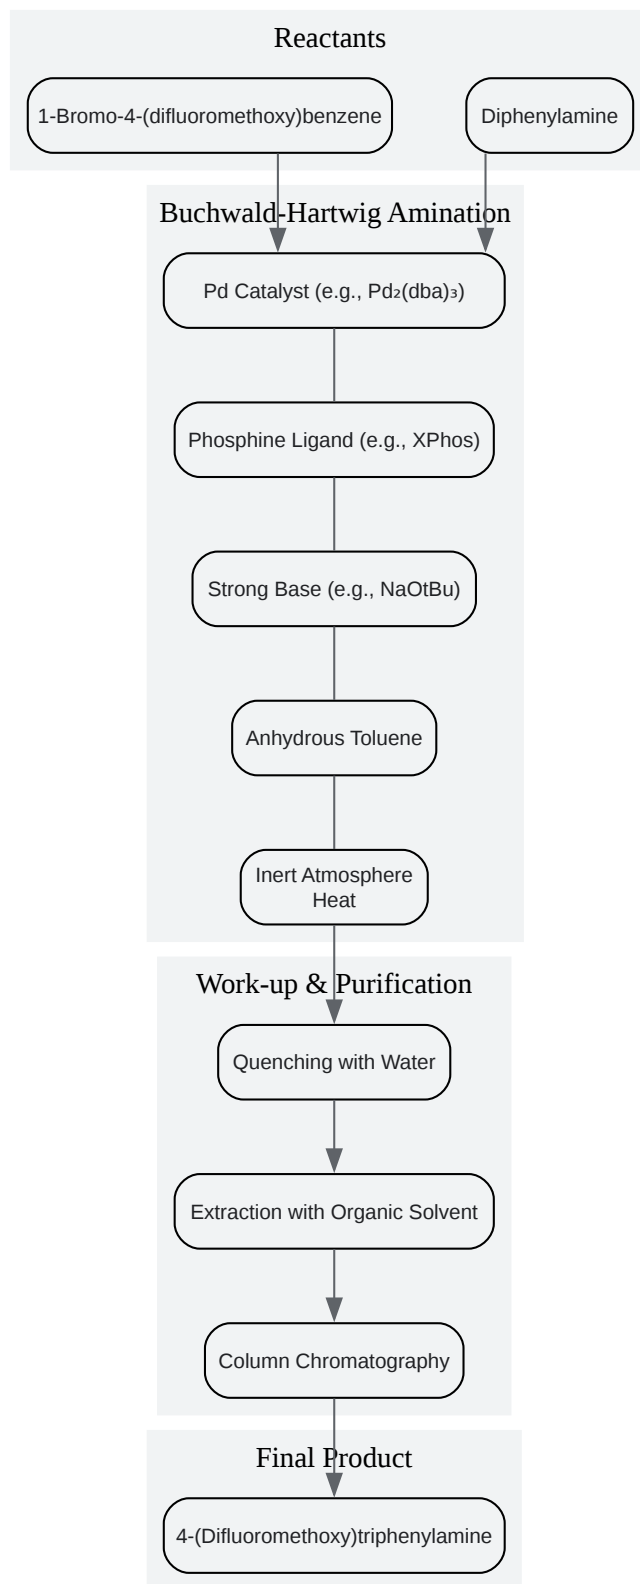 Reactants
1-Bromo-4-(difluoromethoxy)benzene
Diphenylamine
Buchwald-Hartwig Amination
Pd Catalyst (e.g., Pd₂(dba)₃)
Phosphine Ligand (e.g., XPhos)
Strong Base (e.g., NaOtBu)
Anhydrous Toluene
Inert Atmosphere
Heat
Work-up & Purification
Quenching with Water
Extraction with Organic Solvent
Column Chromatography
Final Product
4-(Difluoromethoxy)triphenylamine